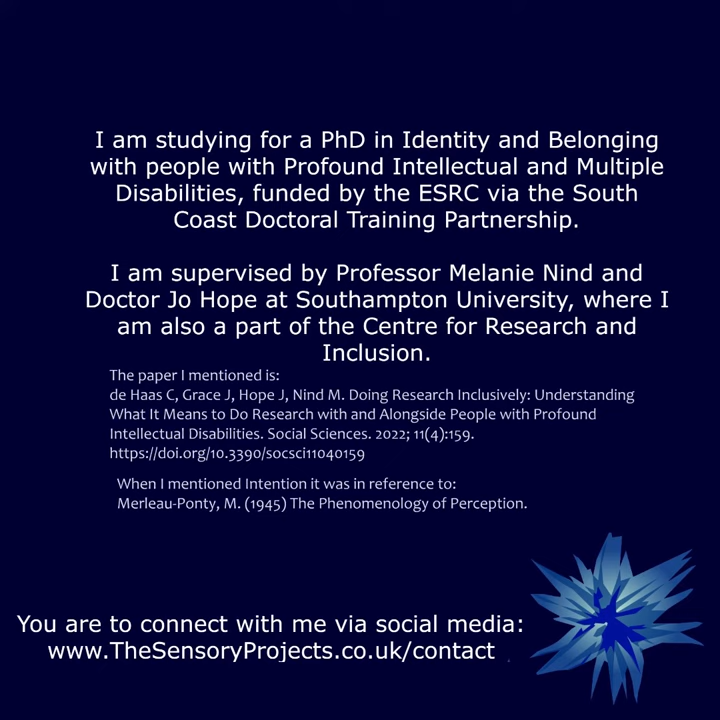 I am studying for a PhD in Identity and Belonging
with people with Profound Intellectual and Multiple
Disabilities, funded by the ESRC via the South
Coast Doctoral Training Partnership.
I am supervised by Professor Melanie Nind and
Doctor Jo Hope at Southampton University, where I
am also a part of the Centre for Research and
Inclusion.
The paper I mentioned is:
de Haas C, Grace J, Hope J, Nind M. Doing Research Inclusively: Understanding
What It Means to Do Research with and Alongside People with Profound
Intellectual Disabilities. Social Sciences. 2022; 11(4):159.
https://doi.org/10.3390/socsci11040159
When I mentioned Intention it was in reference to:
Merleau-Ponty, M. (1945) The Phenomenology of Perception.
You are to connect with me via social media:
www.TheSensoryProjects.co.uk/contact